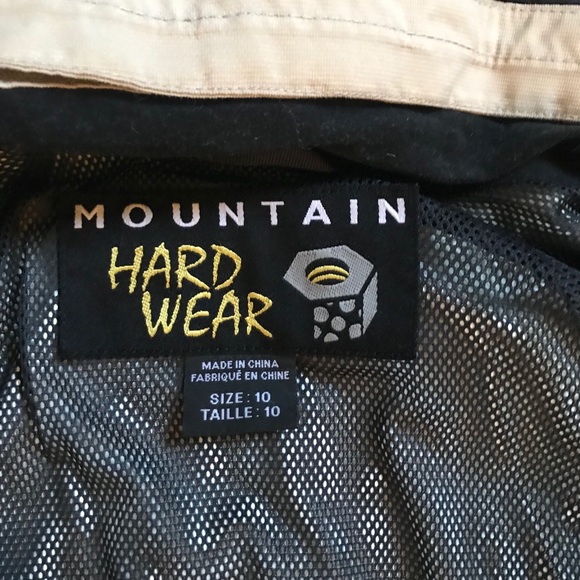 MOUNTAIN
HARD
WEAR
MADE IN CHINA
FABRIQUÉ EN CHINE
SIZE: 10
TAILLE: 10